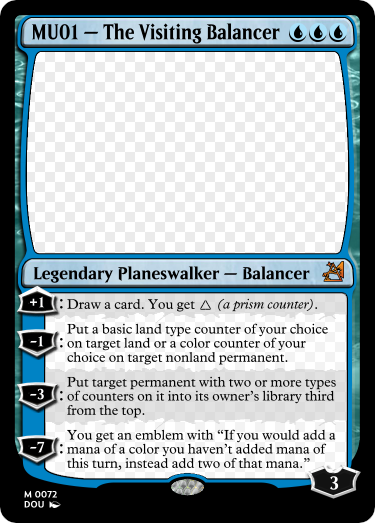 MU01 — The Visiting Balancer
Legendary Planeswalker — Balancer
+1: Draw a card. You get △ (a prism counter).
-1: Put a basic land type counter of your choice
on target land or a color counter of your
choice on target nonland permanent.
-3: Put target permanent with two or more types
of counters on it into its owner's library third
from the top.
-7: You get an emblem with “If you would add a
mana of a color you haven't added mana of
this turn, instead add two of that mana.”
3
M 0072
DOU